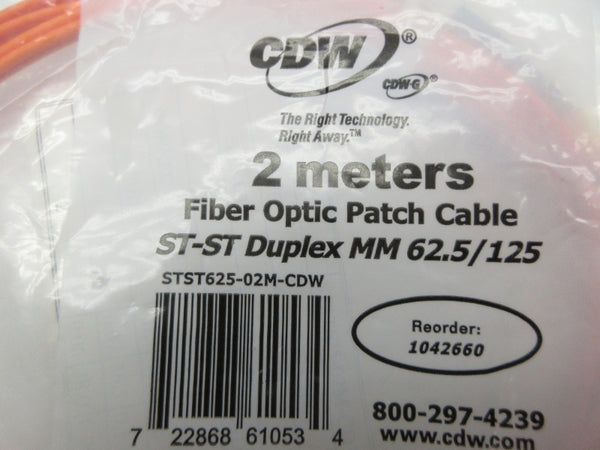 CDW®
CDW·G®
The Right Technology.
Right Away.™
2 meters
Fiber Optic Patch Cable
ST-ST Duplex MM 62.5/125
STST625-02M-CDW
Reorder:
1042660
7 22868 61053 4
800-297-4239
www.cdw.com